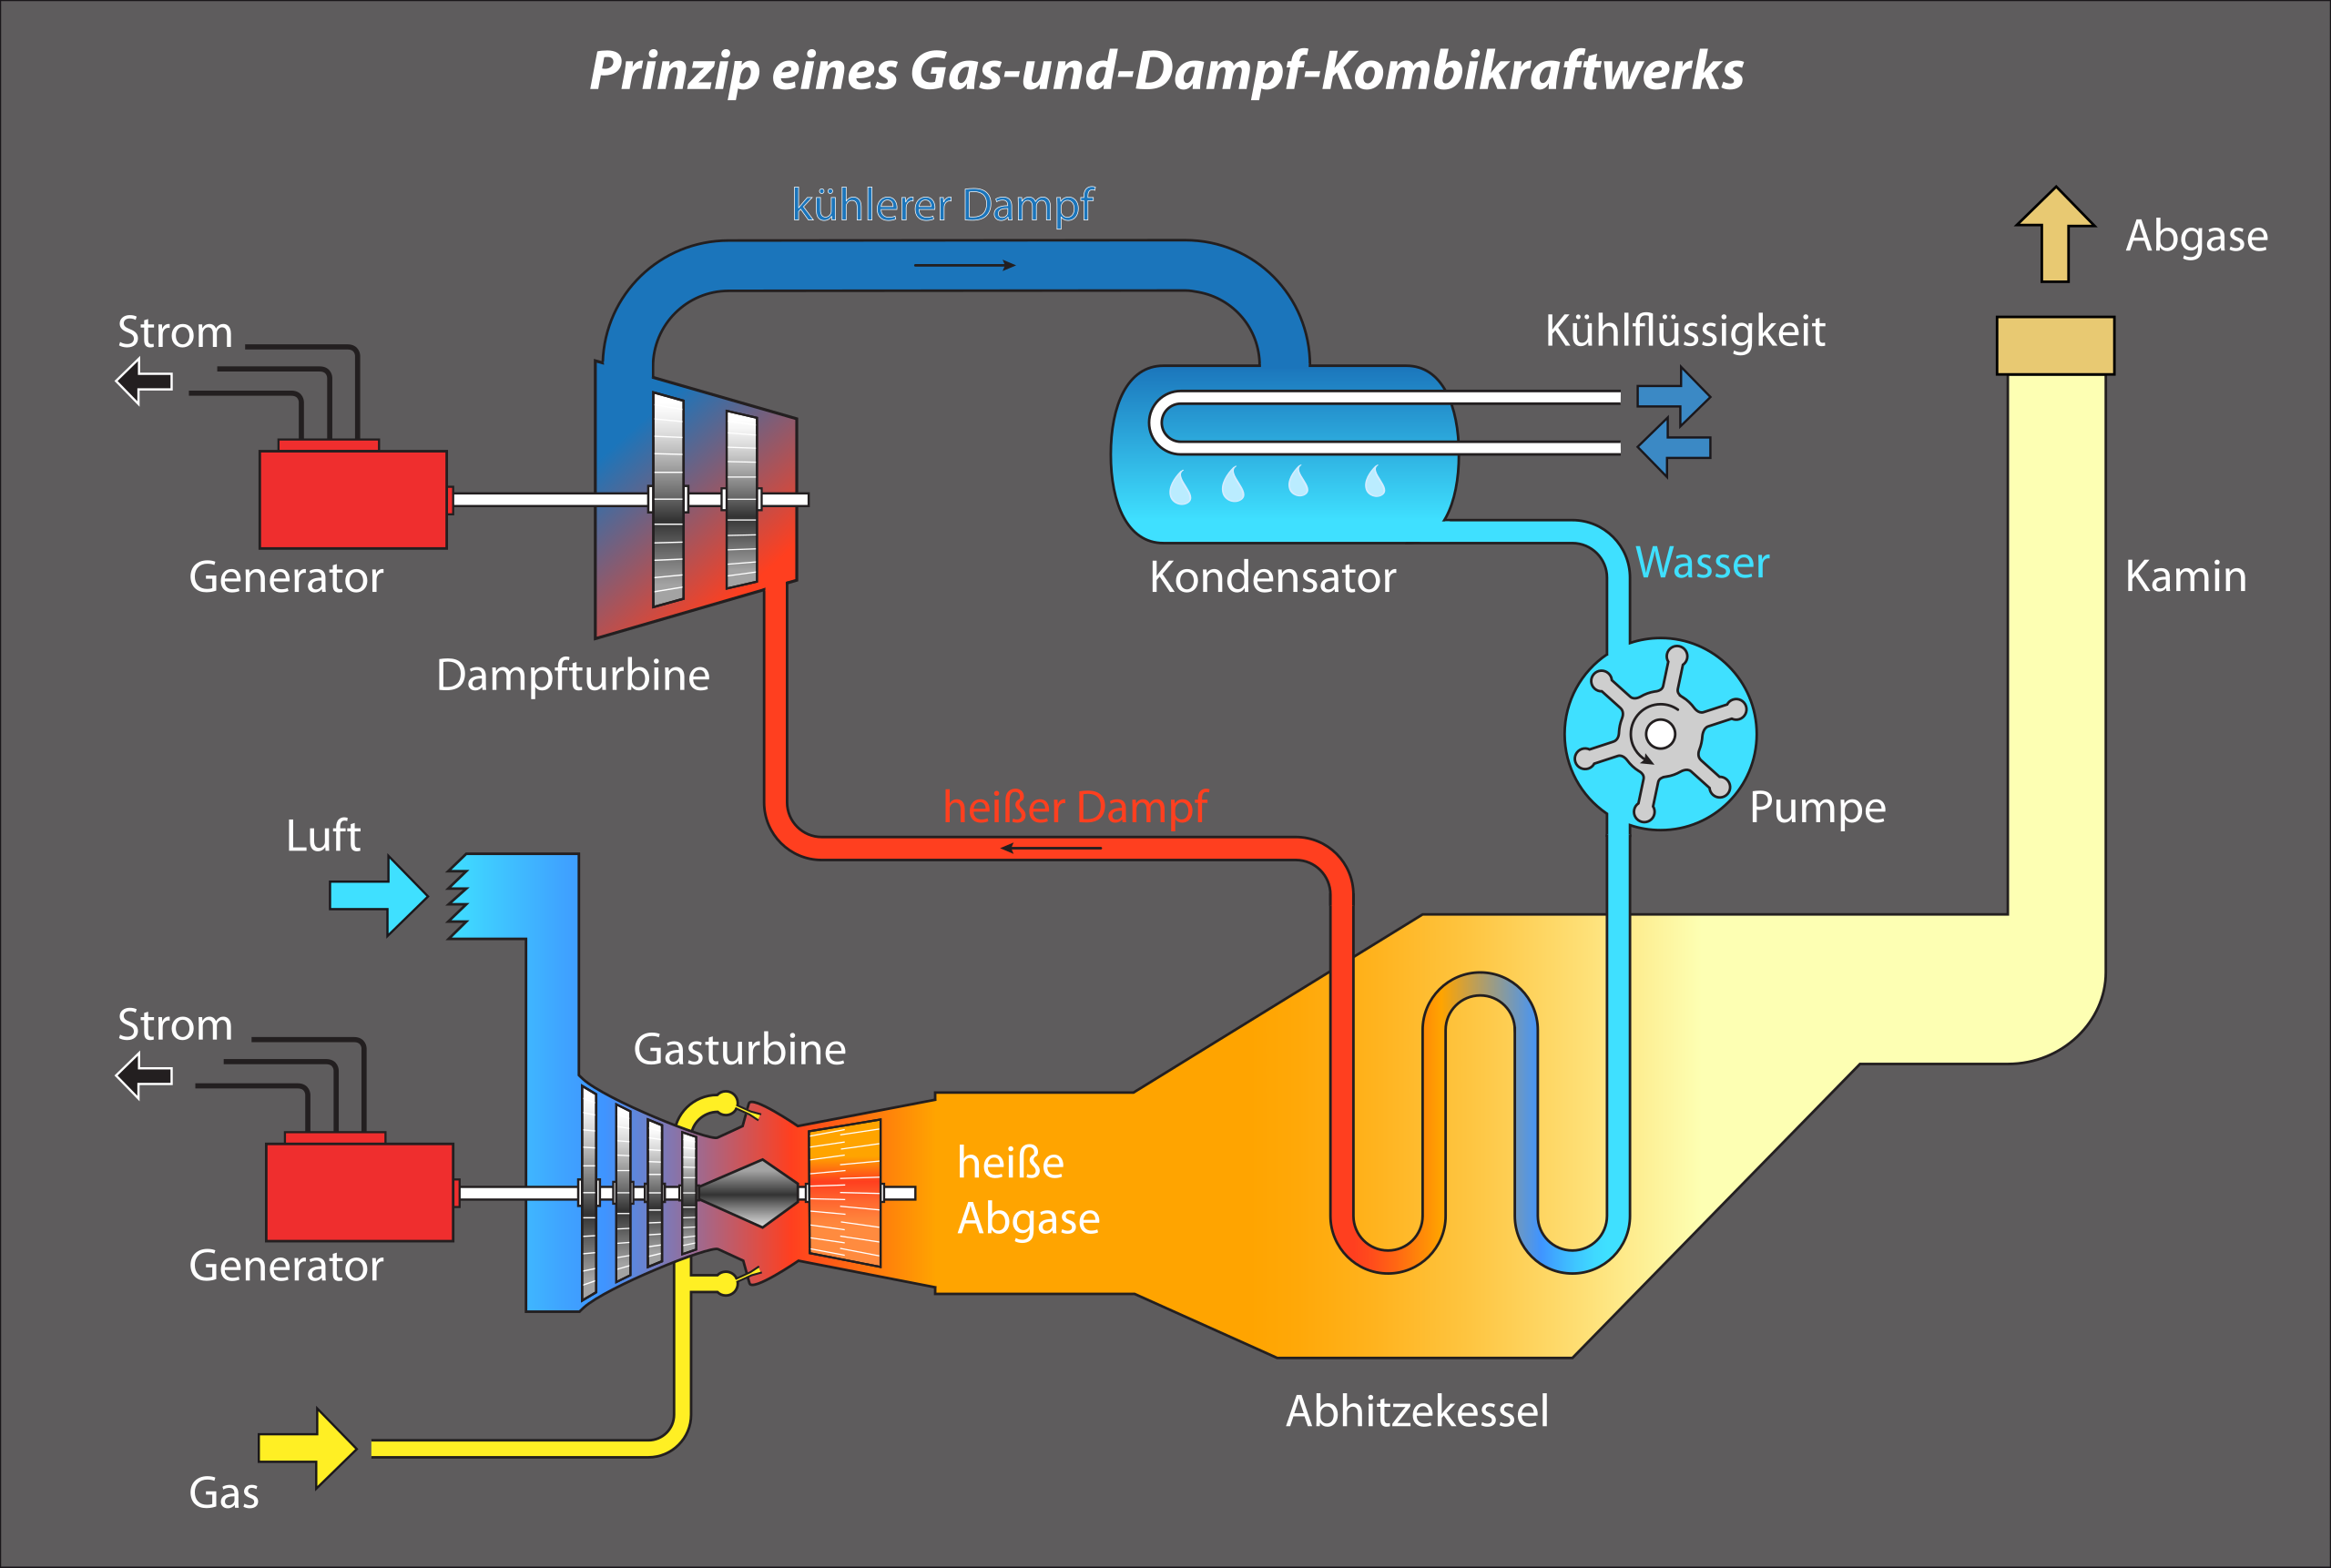 Prinzip eines Gas-und-Dampf-Kombikraftwerks
kühlerer Dampf
Abgase
Strom
Kühlflüssigkeit
Generator
Kondensator
Wasser
Kamin
Dampfturbine
heißer Dampf
Pumpe
Luft
Strom
Gasturbine
heiße
Abgase
Generator
Abhitzekessel
Gas